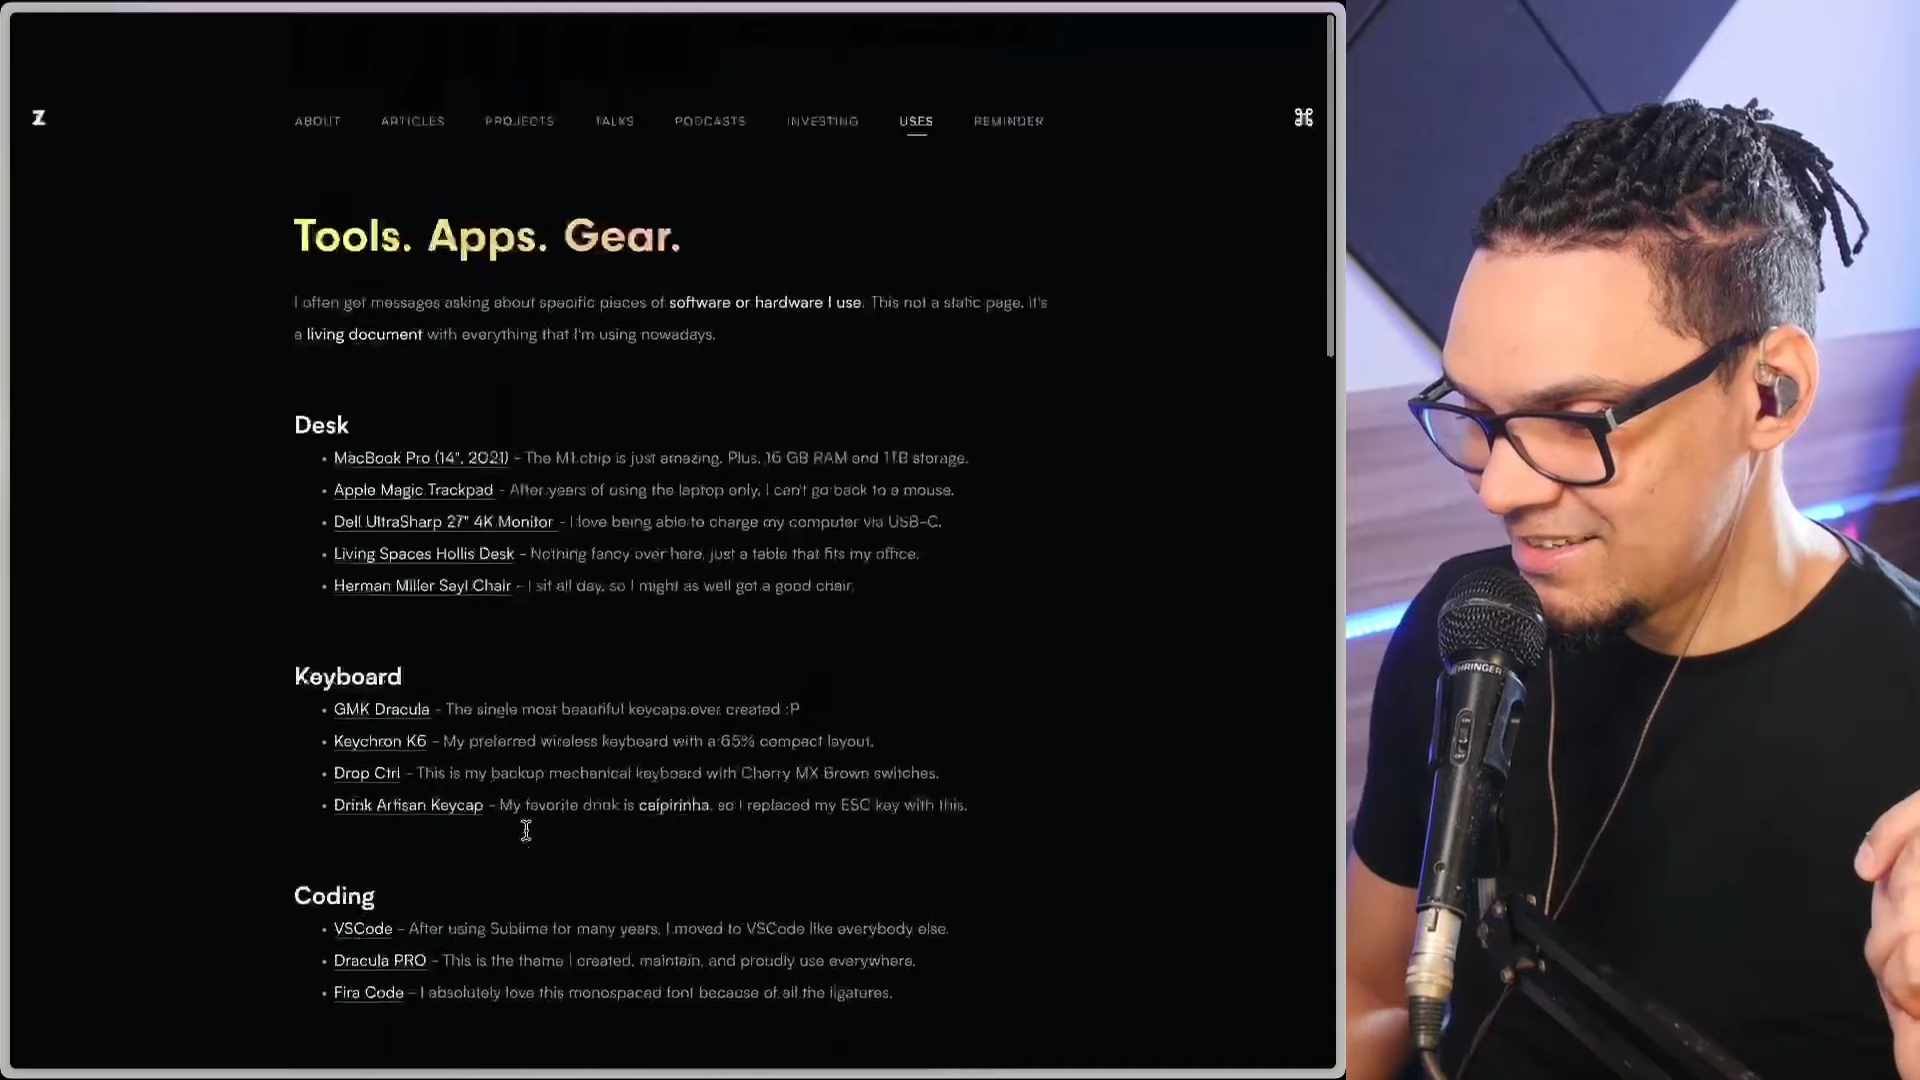 Z
ABOUT ARTICLES PROJECTS TALKS PODCASTS INVESTING USES REMINDER
Tools. Apps. Gear.
I often get messages asking about specific pieces of software or hardware I use. This not a static page. It's
a living document with everything that I'm using nowadays.
Desk
• MacBook Pro (14", 2021) - The M1 chip is just amazing. Plus, 16 GB RAM and 1TB storage.
• Apple Magic Trackpad - After years of using the laptop only, I can't go back to a mouse.
• Dell UltraSharp 27" 4K Monitor - I love being able to charge my computer via USB-C.
• Living Spaces Hollis Desk - Nothing fancy over here, just a table that fits my office.
• Herman Miller Sayl Chair - I sit all day, so I might as well got a good chair.
Keyboard
• GMK Dracula - The single most beautiful keycaps ever created :P
• Keychron K6 - My preferred wireless keyboard with a 65% compact layout.
• Drop Ctrl - This is my backup mechanical keyboard with Cherry MX Brown switches.
• Drink Artisan Keycap - My favorite drink is caipirinha, so I replaced my ESC key with this.
Coding
• VSCode - After using Sublime for many years, I moved to VSCode like everybody else.
• Dracula PRO - This is the theme I created, maintain, and proudly use everywhere.
• Fira Code - I absolutely love this monospaced font because of all the ligatures.
BEHRINGER